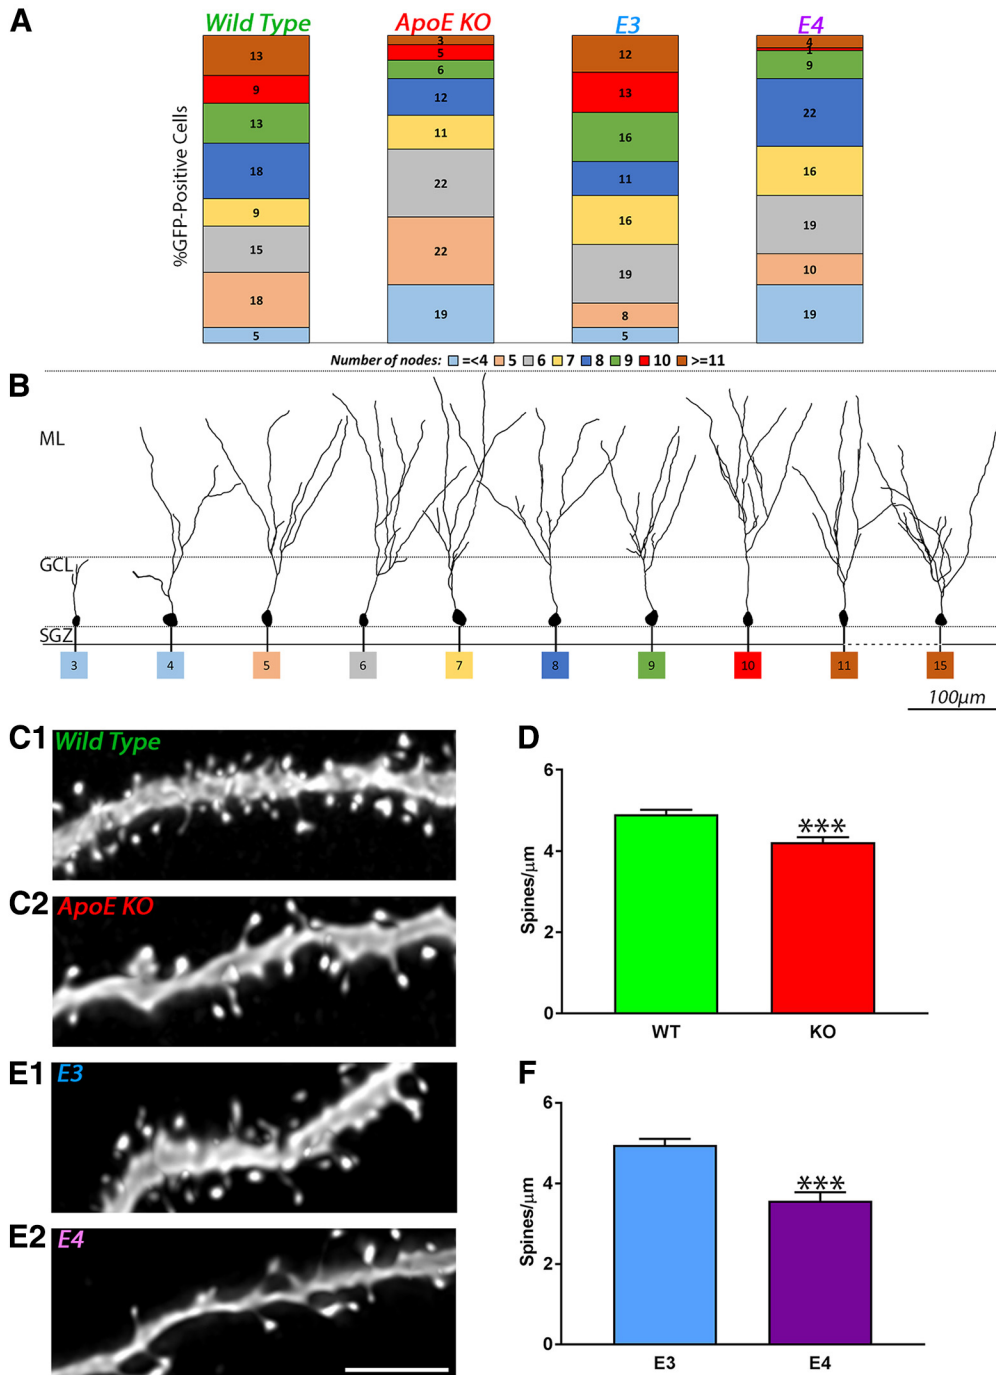 A
Wild Type ApoE KO E3 E4
%GFP-Positive Cells
13 9 13 18 9 15 18 5
3 5 6 12 11 22 22 19
12 13 16 11 16 19 8 5
4 1 9 22 16 19 10 19
Number of nodes: =<4 5 6 7 8 9 10 >=11
B
ML
GCL
SGZ
3 4 5 6 7 8 9 10 11 15
100μm
C1 Wild Type
C2 ApoE KO
D
Spines/μm
6
4
2
0
***
WT KO
E1 E3
E2 E4
F
Spines/μm
6
4
2
0
***
E3 E4